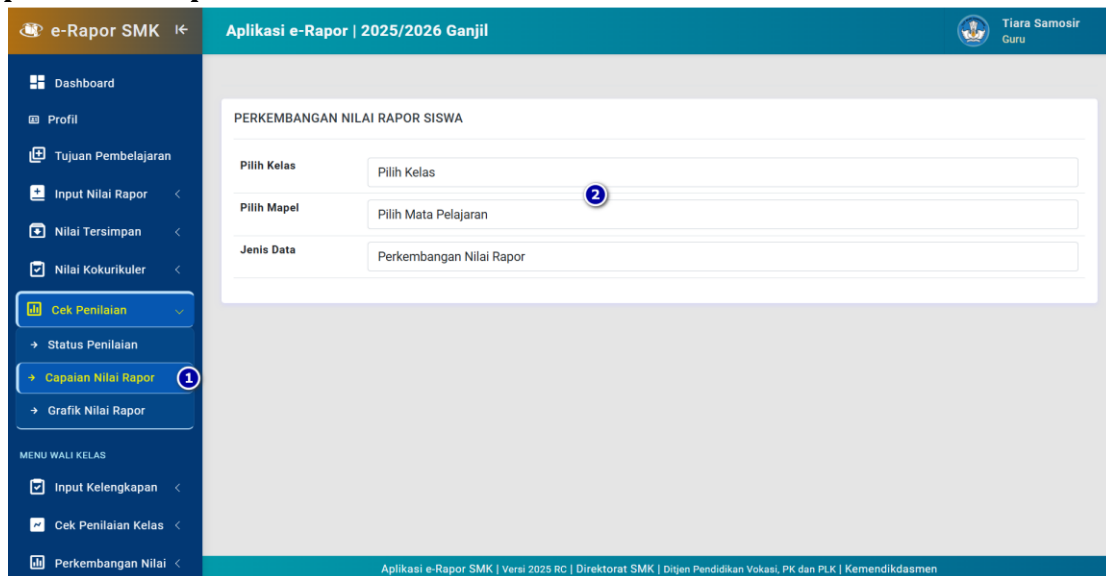 e-Rapor SMK
Aplikasi e-Rapor | 2025/2026 Ganjil
Tiara Samosir
Guru
Dashboard
Profil
Tujuan Pembelajaran
Input Nilai Rapor
Nilai Tersimpan
Nilai Kokurikuler
Cek Penilaian
Status Penilaian
Capaian Nilai Rapor
1
Grafik Nilai Rapor
MENU WALI KELAS
Input Kelengkapan
Cek Penilaian Kelas
Perkembangan Nilai
PERKEMBANGAN NILAI RAPOR SISWA
Pilih Kelas
Pilih Kelas
2
Pilih Mapel
Pilih Mata Pelajaran
Jenis Data
Perkembangan Nilai Rapor
Aplikasi e-Rapor SMK | Versi 2025 RC | Direktorat SMK | Ditjen Pendidikan Vokasi, PK dan PLK | Kemendikdasmen